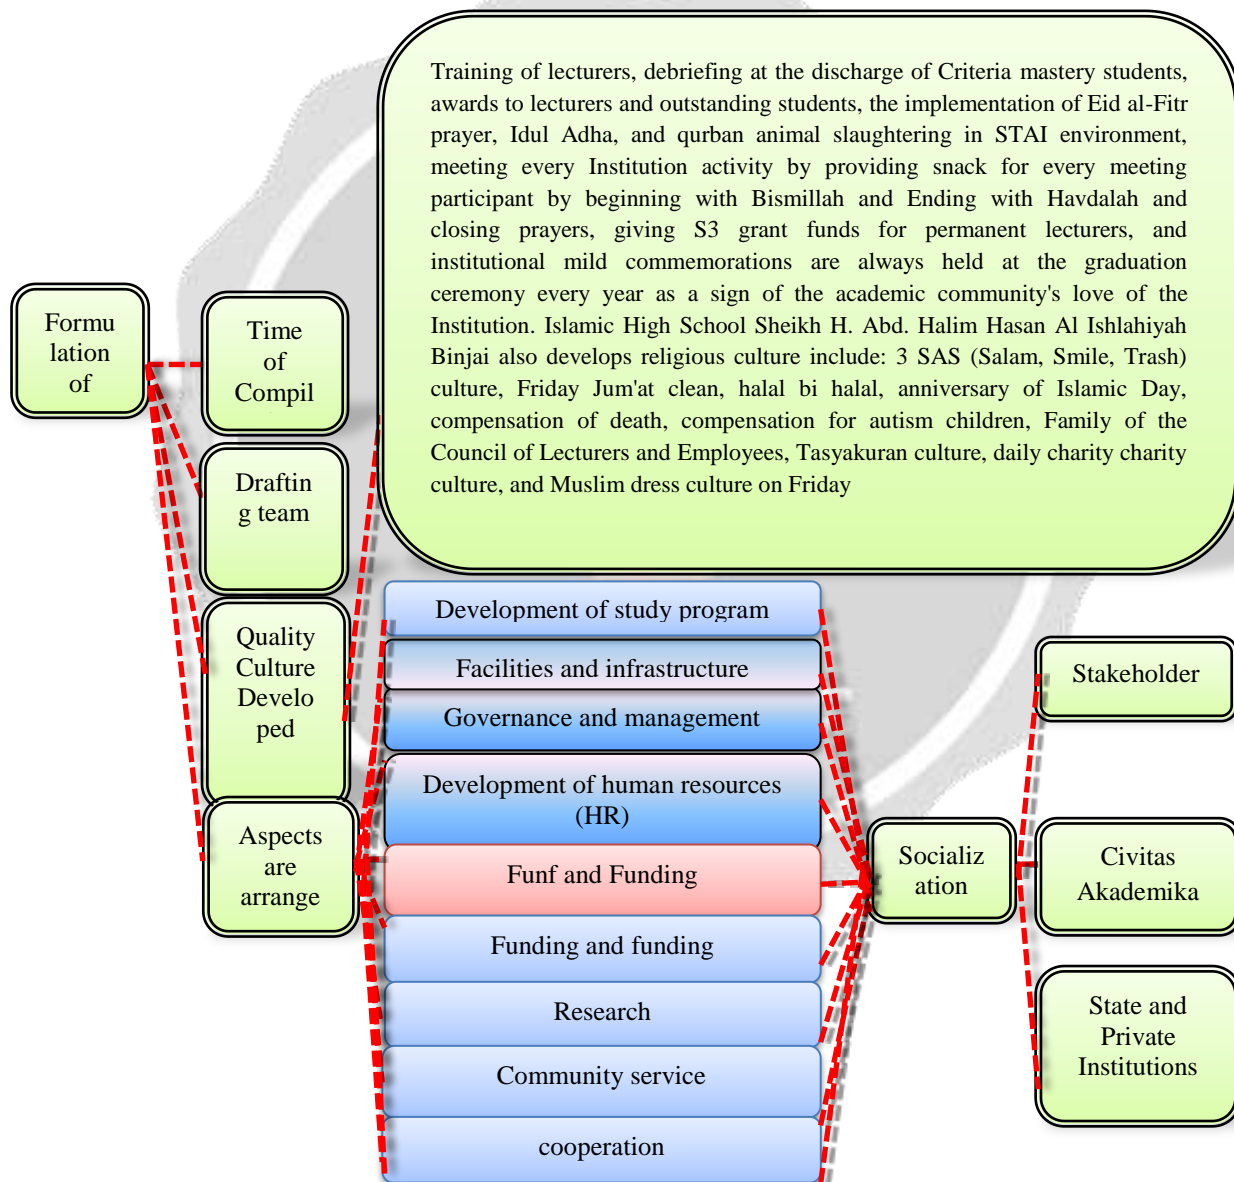 Training of lecturers, debriefing at the discharge of Criteria mastery students,
awards to lecturers and outstanding students, the implementation of Eid al-Fitr
prayer, Idul Adha, and qurban animal slaughtering in STAI environment,
meeting every Institution activity by providing snack for every meeting
participant by beginning with Bismillah and Ending with Havdalah and
closing prayers, giving S3 grant funds for permanent lecturers, and
institutional mild commemorations are always held at the graduation
ceremony every year as a sign of the academic community's love of the
Institution. Islamic High School Sheikh H. Abd. Halim Hasan Al Ishlahiyah
Binjai also develops religious culture include: 3 SAS (Salam, Smile, Trash)
culture, Friday Jum'at clean, halal bi halal, anniversary of Islamic Day,
compensation of death, compensation for autism children, Family of the
Council of Lecturers and Employees, Tasyakuran culture, daily charity charity
culture, and Muslim dress culture on Friday
Formu
lation
of
Time
of
Compil
Draftin
g team
Quality
Culture
Develo
ped
Aspects
are
arrange
Development of study program
Facilities and infrastructure
Governance and management
Development of human resources
(HR)
Funf and Funding
Funding and funding
Research
Community service
cooperation
Socializ
ation
Stakeholder
Civitas
Akademika
State and
Private
Institutions